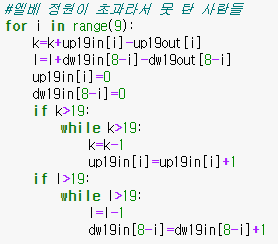 #엘베 정원이 초과라서 못 탄 사람들
for i in range(9):
    k=k+up19in[i]-up19out[i]
    l=l+dw19in[8-i]-dw19out[8-i]
    up19in[i]=0
    dw19in[8-i]=0
    if k>19:
        while k>19:
            k=k-1
            up19in[i]=up19in[i]+1
    if l>19:
        while l>19:
            l=l-1
            dw19in[8-i]=dw19in[8-i]+1